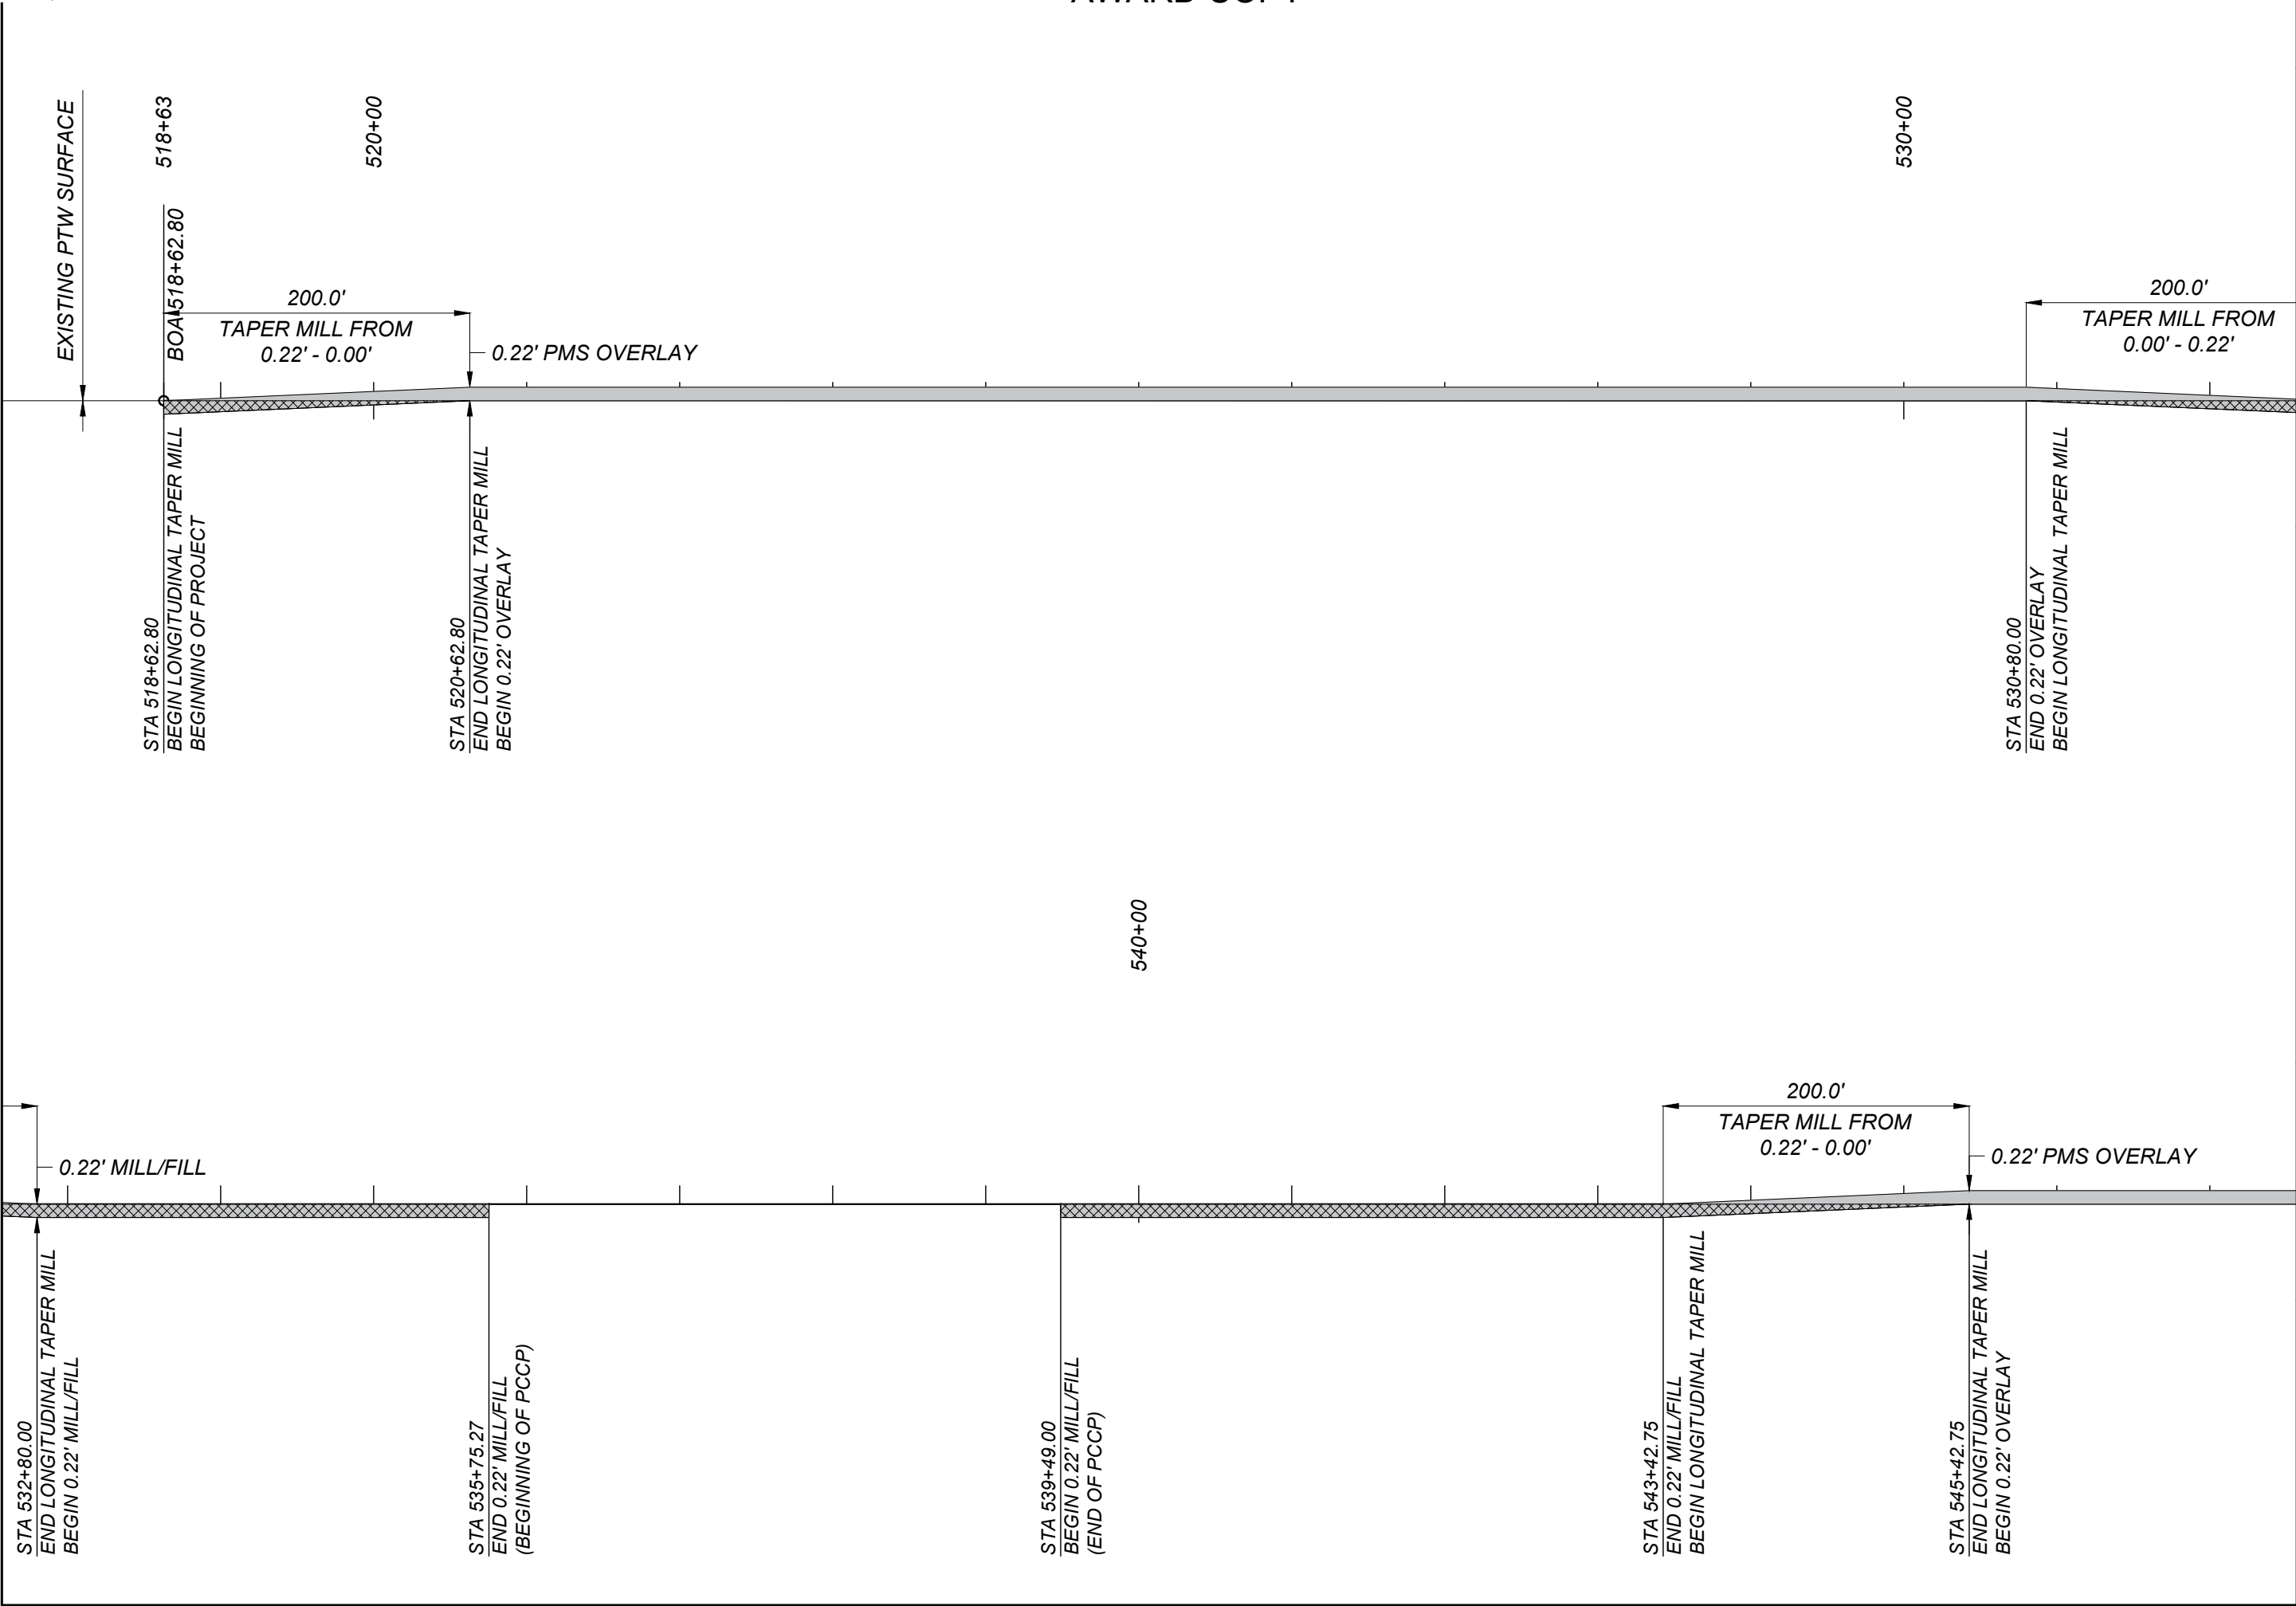 AWARD COPY
EXISTING PTW SURFACE
518+63
BOA 518+62.80
520+00
530+00
200.0'
TAPER MILL FROM
0.22' - 0.00'
0.22' PMS OVERLAY
200.0'
TAPER MILL FROM
0.00' - 0.22'
STA 518+62.80
BEGIN LONGITUDINAL TAPER MILL
BEGINNING OF PROJECT
STA 520+62.80
END LONGITUDINAL TAPER MILL
BEGIN 0.22' OVERLAY
STA 530+80.00
END 0.22' OVERLAY
BEGIN LONGITUDINAL TAPER MILL
540+00
0.22' MILL/FILL
200.0'
TAPER MILL FROM
0.22' - 0.00'
0.22' PMS OVERLAY
STA 532+80.00
END LONGITUDINAL TAPER MILL
BEGIN 0.22' MILL/FILL
STA 535+75.27
END 0.22' MILL/FILL
(BEGINNING OF PCCP)
STA 539+49.00
BEGIN 0.22' MILL/FILL
(END OF PCCP)
STA 543+42.75
END 0.22' MILL/FILL
BEGIN LONGITUDINAL TAPER MILL
STA 545+42.75
END LONGITUDINAL TAPER MILL
BEGIN 0.22' OVERLAY